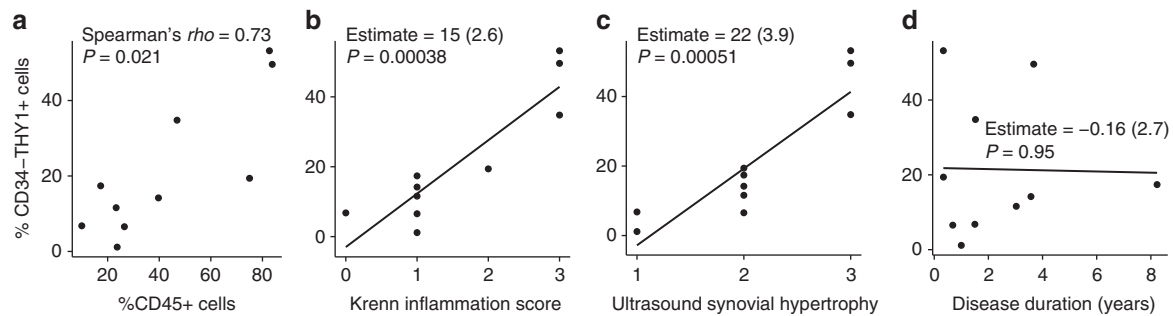 a
Spearman's rho = 0.73
P = 0.021
% CD34–THY1+ cells
40
20
0
20 40 60 80
%CD45+ cells
b
Estimate = 15 (2.6)
P = 0.00038
40
20
0
0 1 2 3
Krenn inflammation score
c
Estimate = 22 (3.9)
P = 0.00051
40
20
0
1 2 3
Ultrasound synovial hypertrophy
d
40
20
0
Estimate = −0.16 (2.7)
P = 0.95
0 2 4 6 8
Disease duration (years)